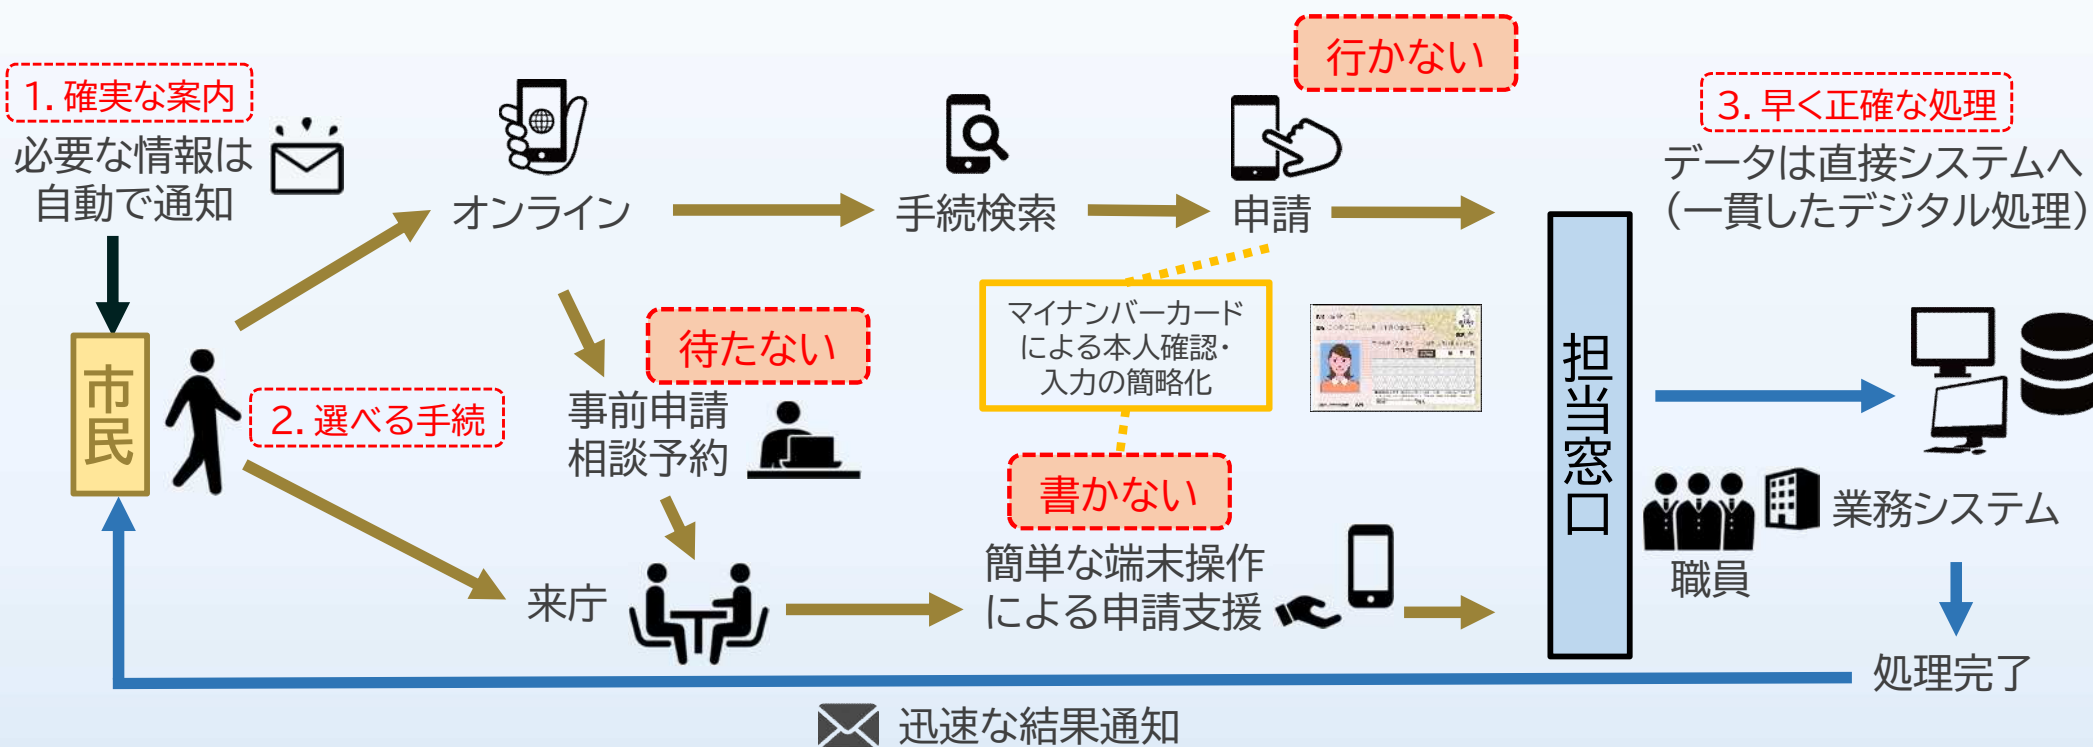 行かない
1. 確実な案内
必要な情報は
自動で通知
3. 早く正確な処理
データは直接システムへ
(一貫したデジタル処理)
オンライン
手続検索
申請
市民
2. 選べる手続
待たない
事前申請
相談予約
マイナンバーカード
による本人確認・
入力の簡略化
書かない
簡単な端末操作
による申請支援
来庁
担当窓口
職員
業務システム
処理完了
迅速な結果通知